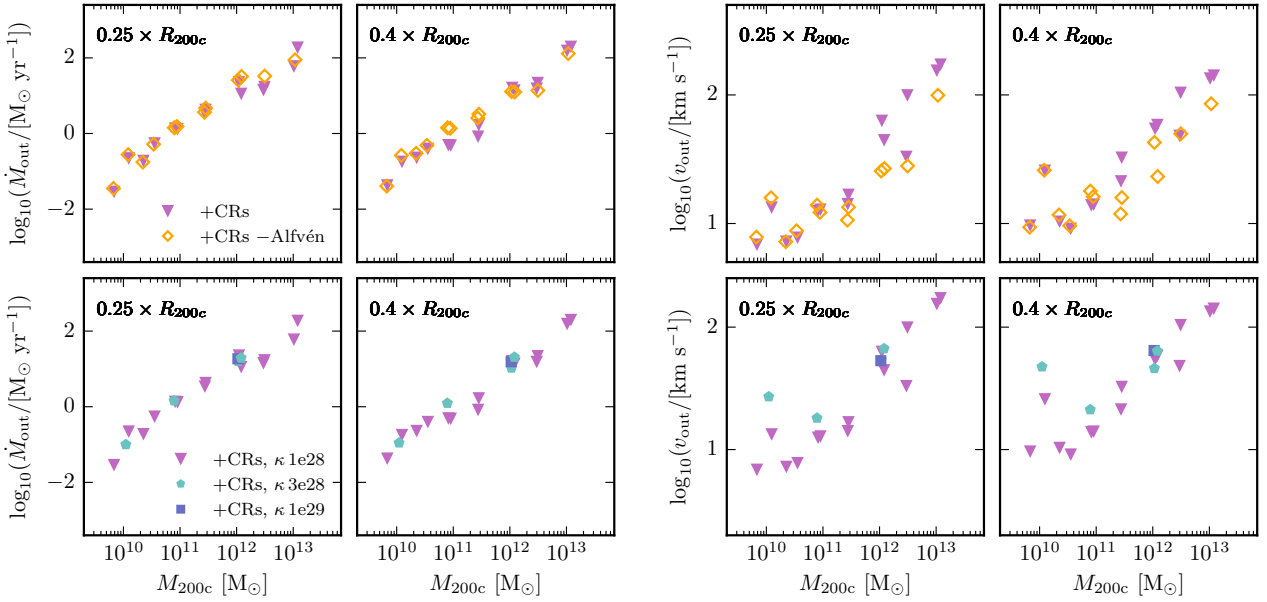 0.25 × R200c
0.4 × R200c
0.25 × R200c
0.4 × R200c
log10(Ṁout/[M⊙ yr−1])
2
0
−2
+CRs
+CRs −Alfvén
log10(vout/[km s−1])
2
1
0.25 × R200c
0.4 × R200c
0.25 × R200c
0.4 × R200c
log10(Ṁout/[M⊙ yr−1])
2
0
−2
+CRs, κ 1e28
+CRs, κ 3e28
+CRs, κ 1e29
log10(vout/[km s−1])
2
1
10^10 10^11 10^12 10^13
10^10 10^11 10^12 10^13
10^10 10^11 10^12 10^13
10^10 10^11 10^12 10^13
M200c [M⊙]
M200c [M⊙]
M200c [M⊙]
M200c [M⊙]